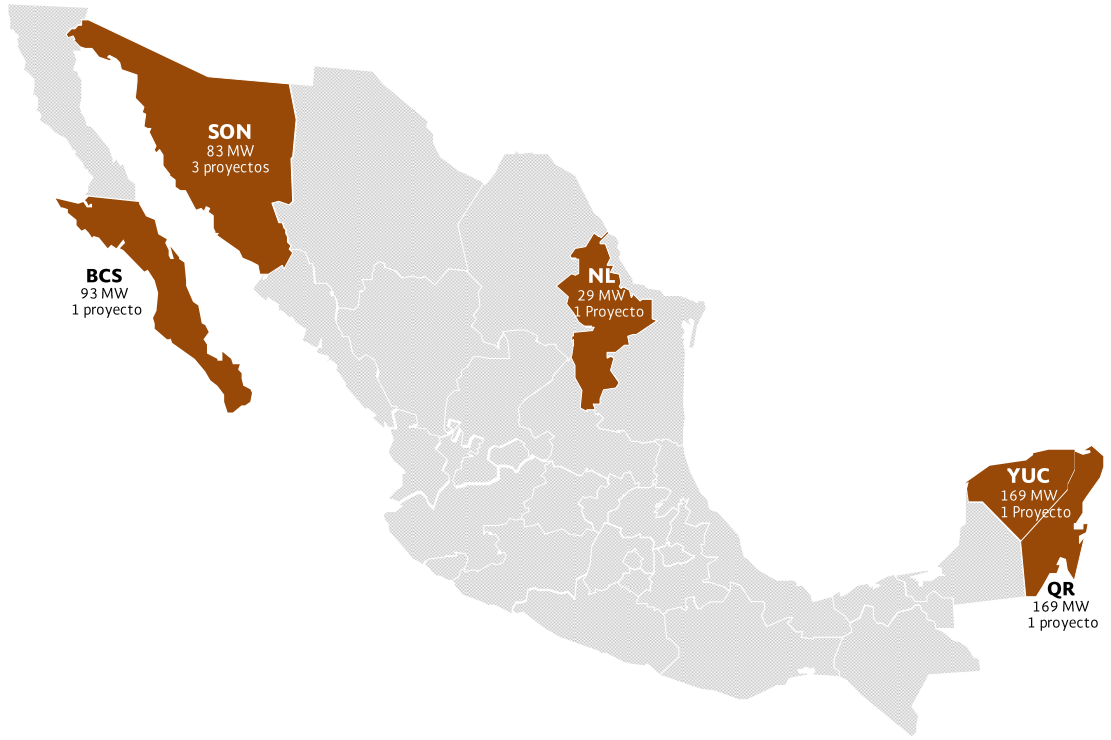 SON
83 MW
3 proyectos
BCS
93 MW
1 proyecto
NL
29 MW
1 Proyecto
YUC
169 MW
1 Proyecto
QR
169 MW
1 proyecto